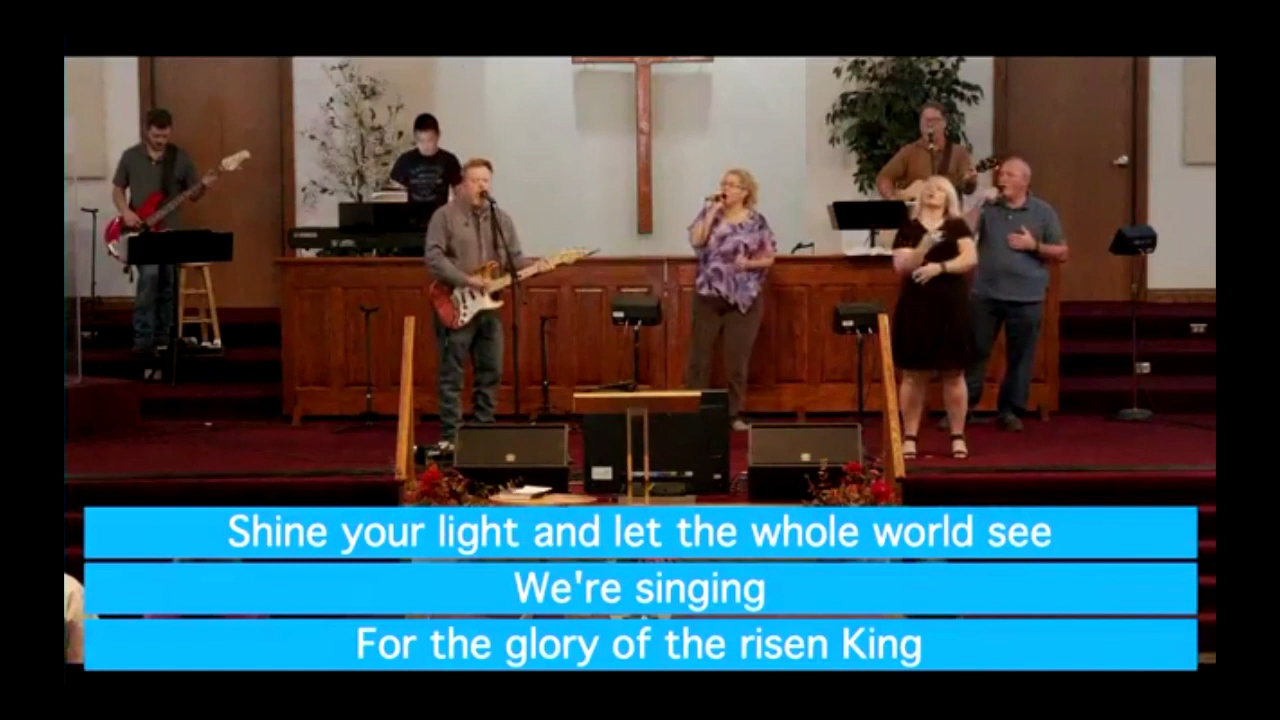 Shine your light and let the whole world see
We're singing
For the glory of the risen King